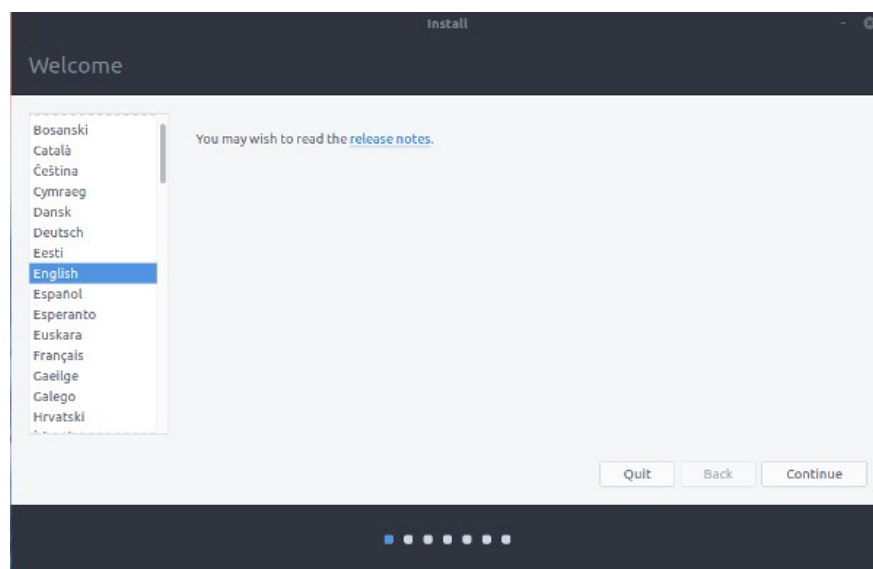 Install
Welcome
Bosanski
Català
Čeština
Cymraeg
Dansk
Deutsch
Eesti
English
Español
Esperanto
Euskara
Français
Gaeilge
Galego
Hrvatski
You may wish to read the release notes.
Quit
Back
Continue